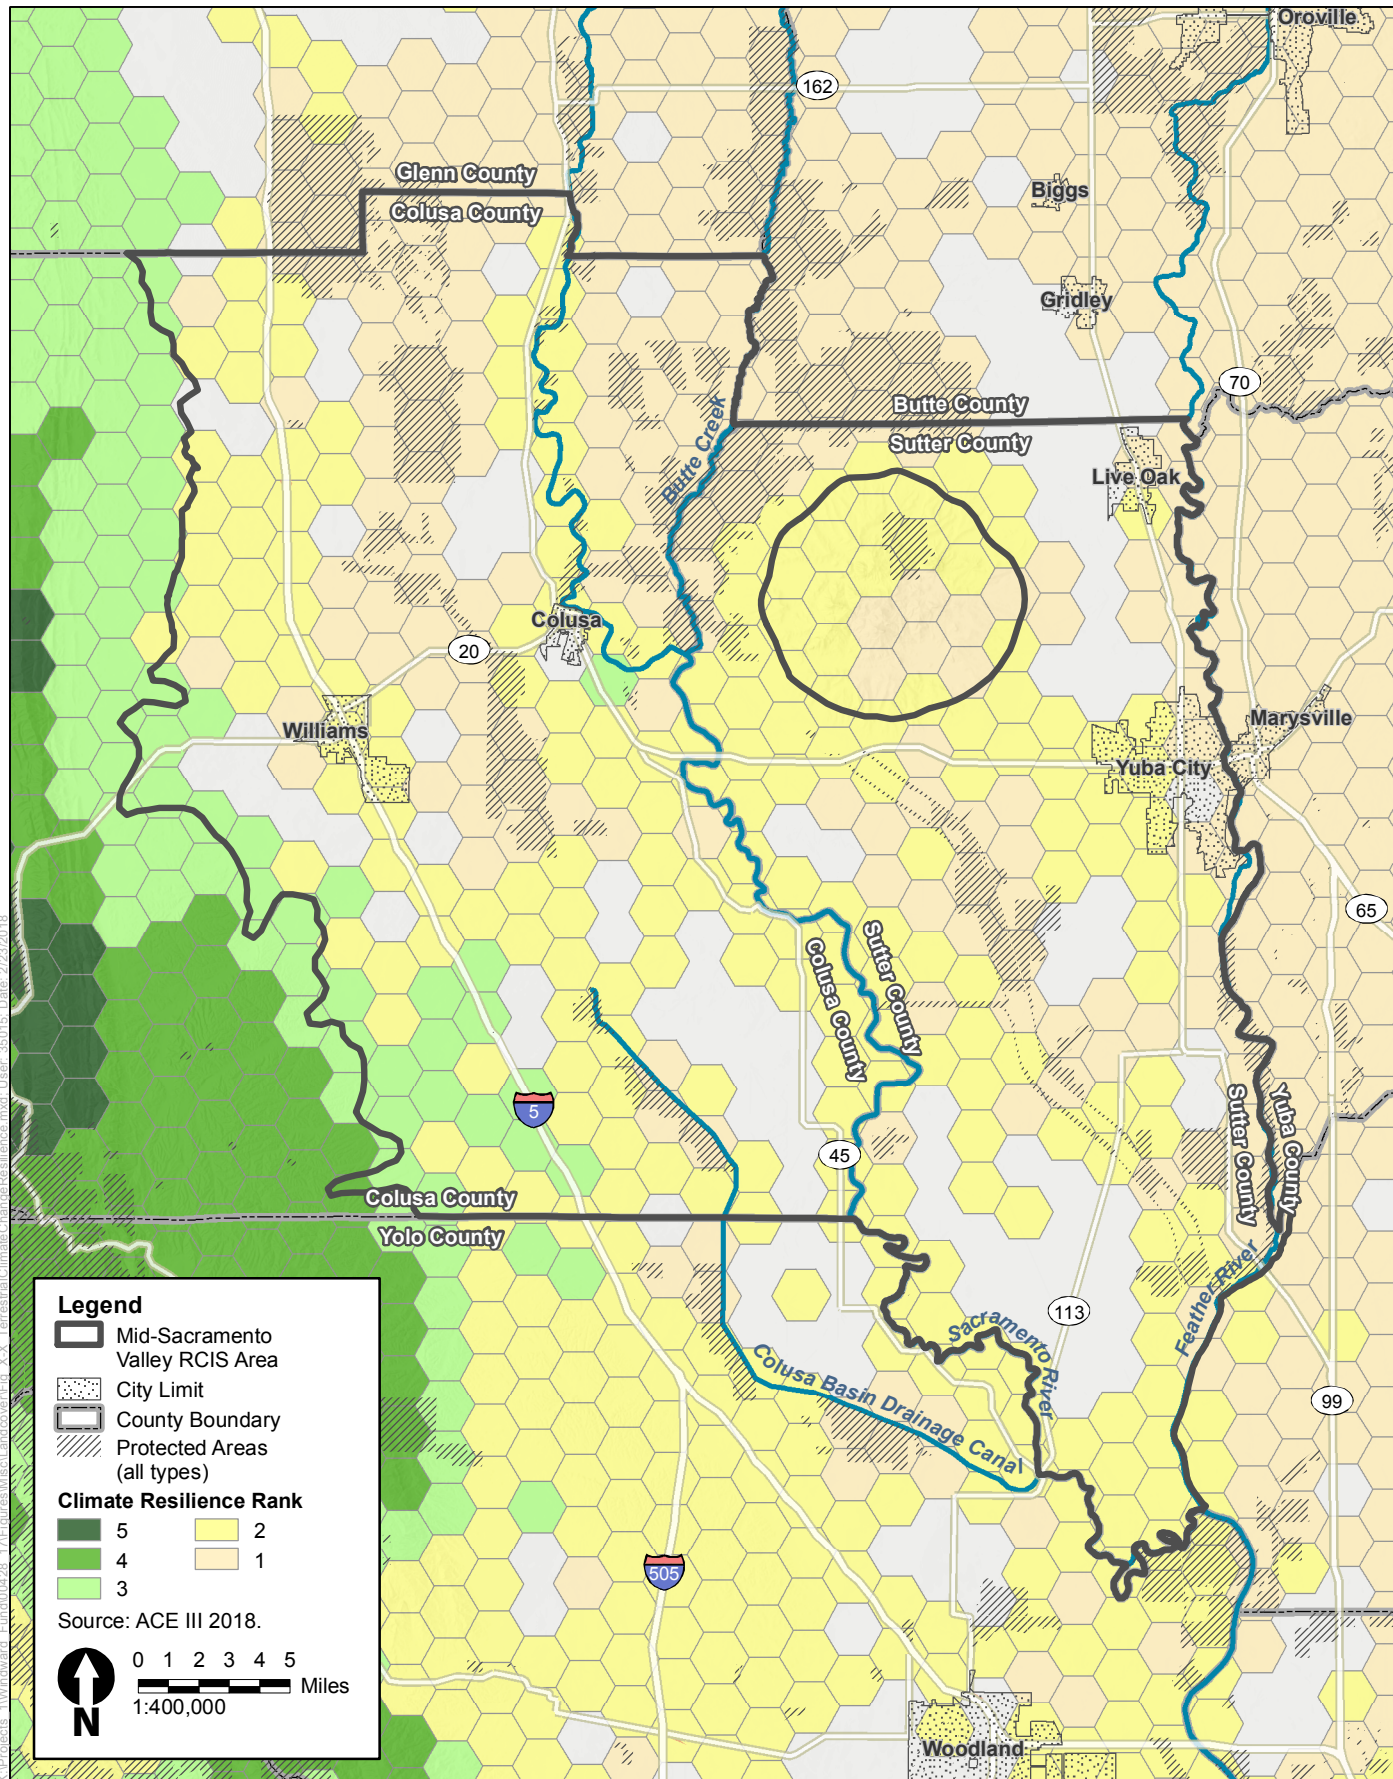 Oroville
162
Glenn County
Colusa County
Biggs
Gridley
70
Butte Creek
Butte County
Sutter County
Live Oak
Colusa
20
Williams
Marysville
Yuba City
65
Sutter County
Colusa County
5
45
Yuba County
Sutter County
Colusa County
Yolo County
Feather River
113
Sacramento River
Colusa Basin Drainage Canal
99
505
Woodland
Legend
Mid-Sacramento
Valley RCIS Area
City Limit
County Boundary
Protected Areas
(all types)
Climate Resilience Rank
5
2
4
1
3
Source: ACE III 2018.
0 1 2 3 4 5
Miles
1:400,000
N